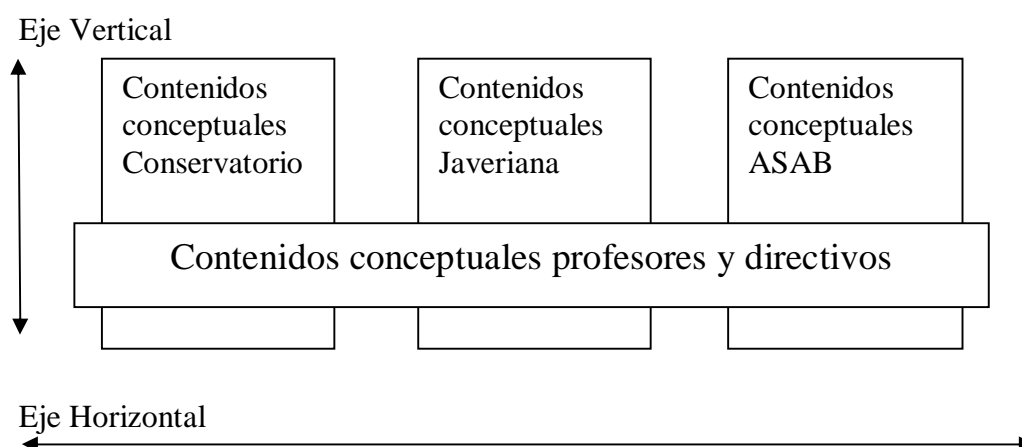 Eje Vertical
Contenidos
conceptuales
Conservatorio
Contenidos
conceptuales
Javeriana
Contenidos
conceptuales
ASAB
Contenidos conceptuales profesores y directivos
Eje Horizontal